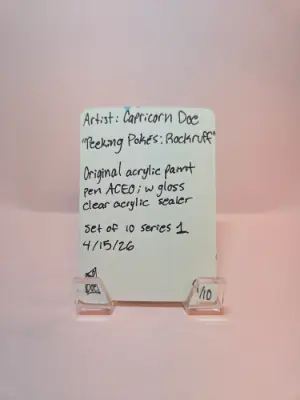 Artist: Capricorn Doe
"Peeking Pokés: Rockruff"
Original acrylic paint
pen ACEO; w gloss
clear acrylic sealer
Set of 10 series 1
4/15/26
1/10